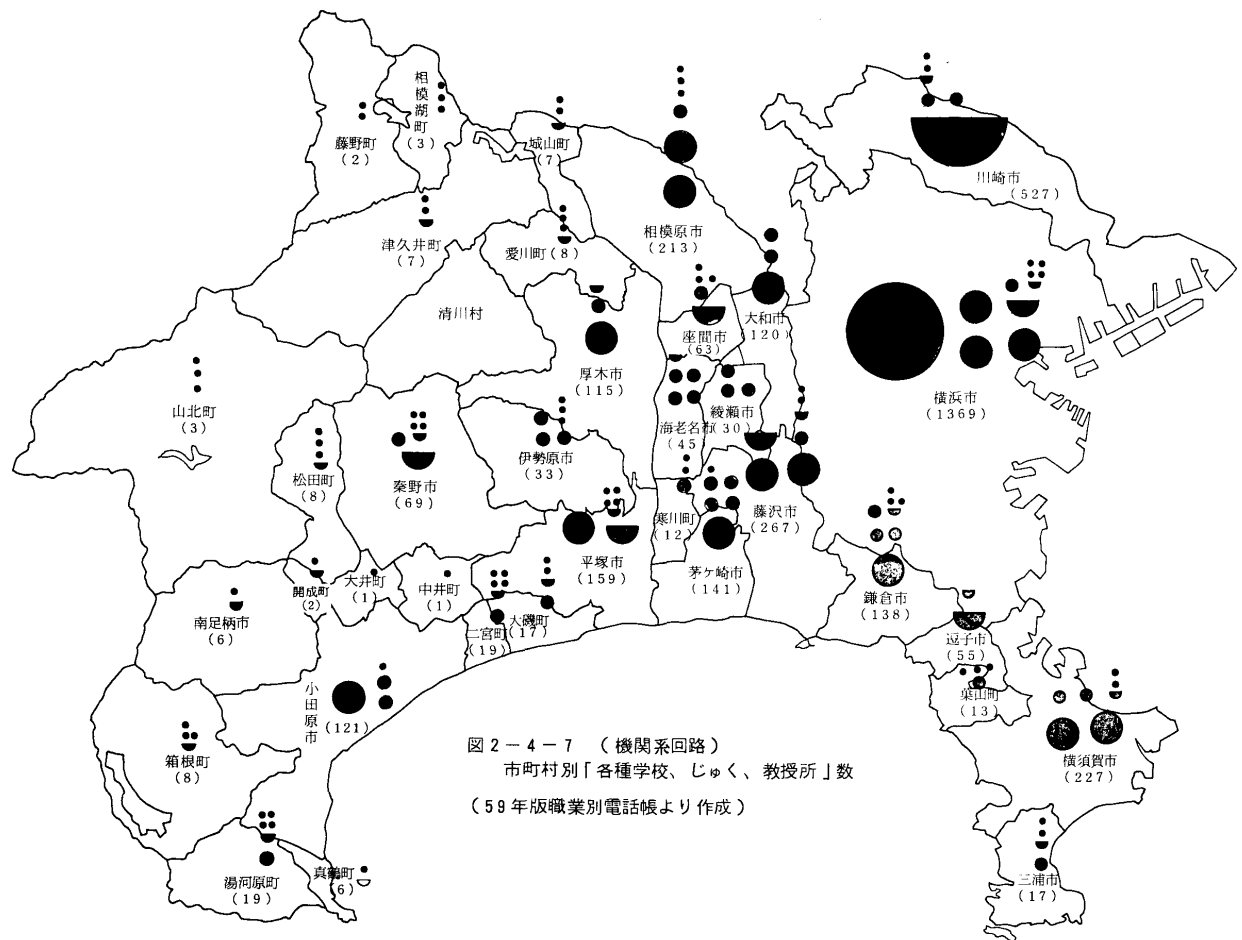 相模湖町
(3)
藤野町
(2)
城山町
(7)
川崎市
(527)
相模原市
(213)
津久井町
(7)
愛川町(8)
清川村
大和市
(120)
座間市
(63)
厚木市
(115)
横浜市
(1369)
山北町
(3)
綾瀬市
(30)
海老名市
(45
伊勢原市
(33)
松田町
(8)
秦野市
(69)
藤沢市
(267)
寒川町
(12)
平塚市
(159)
茅ケ崎市
(141)
開成町
(2)
大井町
(1)
中井町
(1)
鎌倉市
(138)
南足柄市
(6)
大磯町
(17)
二宮町
(19)
逗子市
(55)
葉山町
(13)
小田原市
(121)
横須賀市
(227)
箱根町
(8)
図2-4-7 (機関系回路)
市町村別「各種学校、じゅく、教授所」数
(59年版職業別電話帳より作成)
湯河原町
(19)
真鶴町
(6)
三浦市
(17)